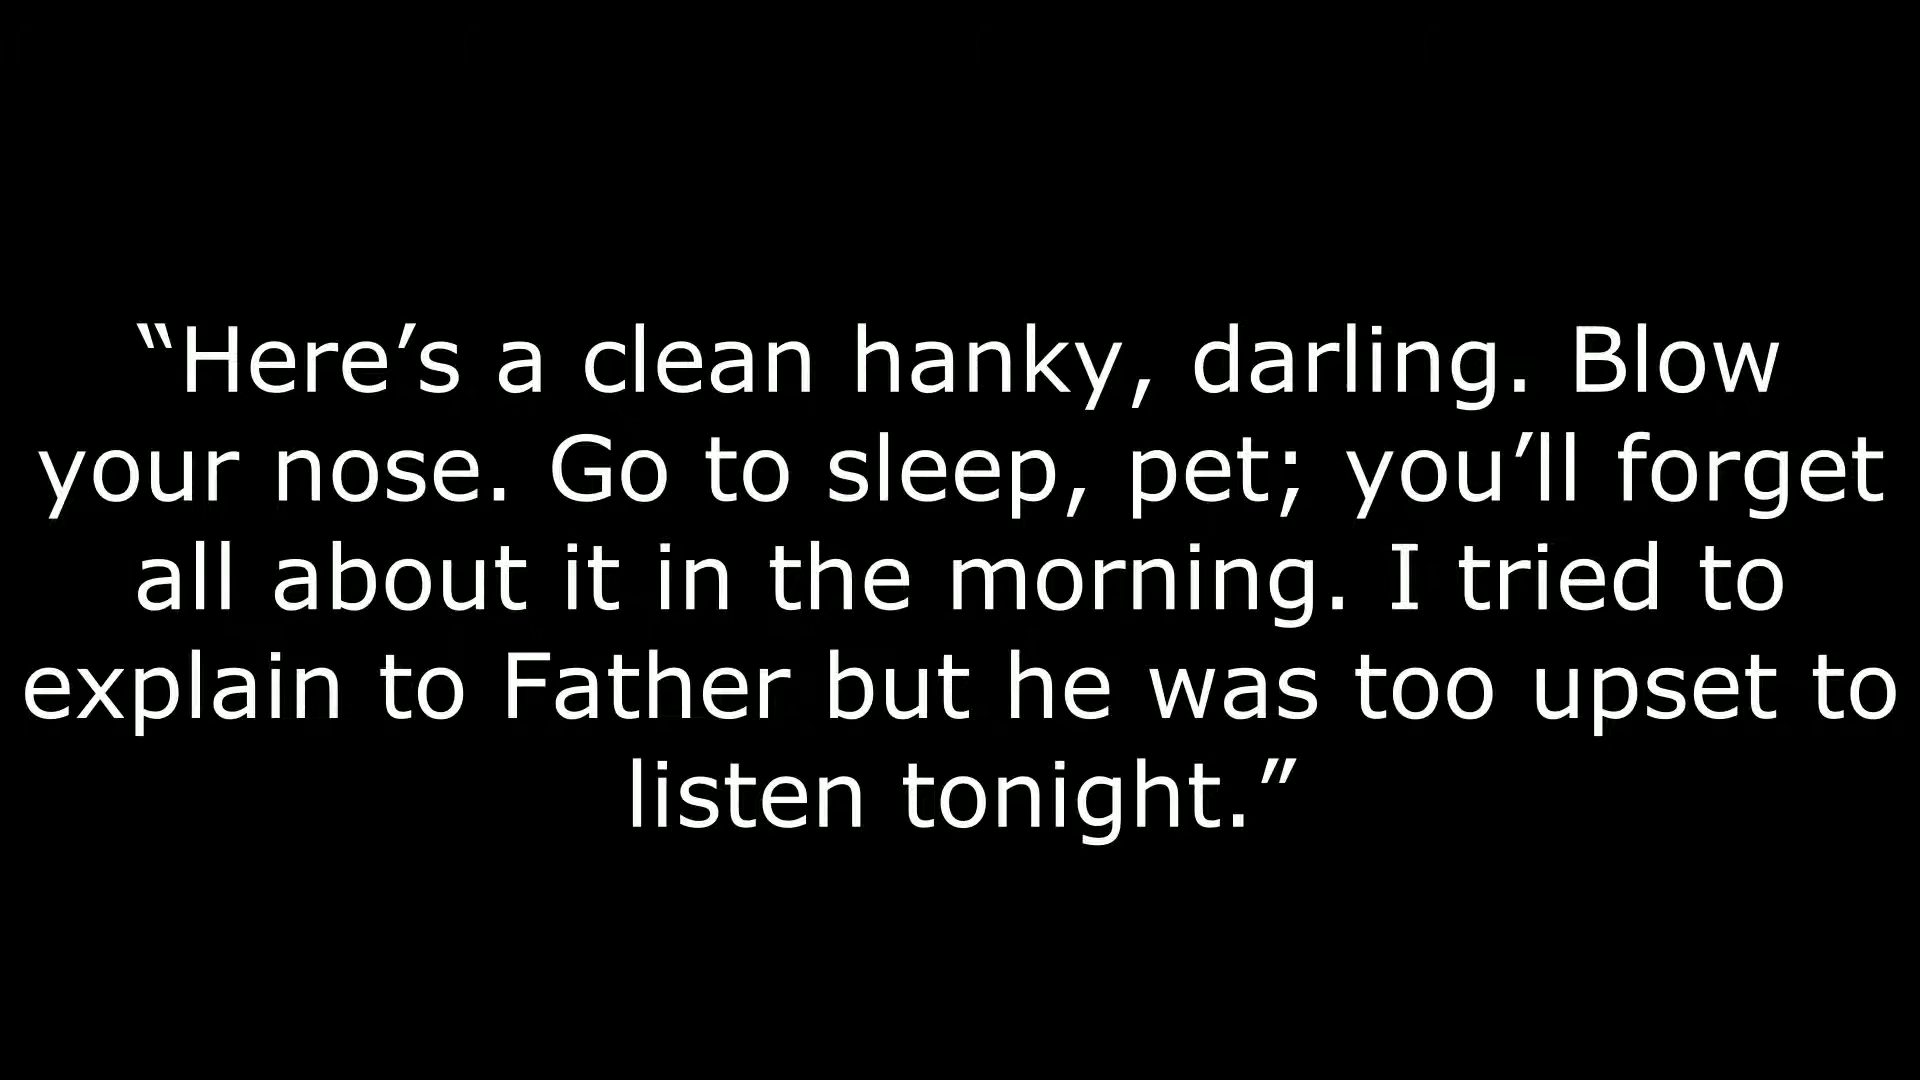 “Here’s a clean hanky, darling. Blow
your nose. Go to sleep, pet; you’ll forget
all about it in the morning. I tried to
explain to Father but he was too upset to
listen tonight.”